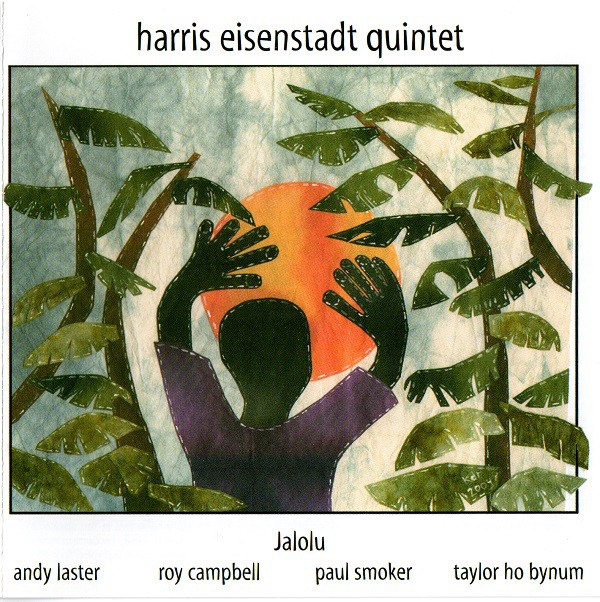 harris eisenstadt quintet
Jalolu
andy laster roy campbell paul smoker taylor ho bynum